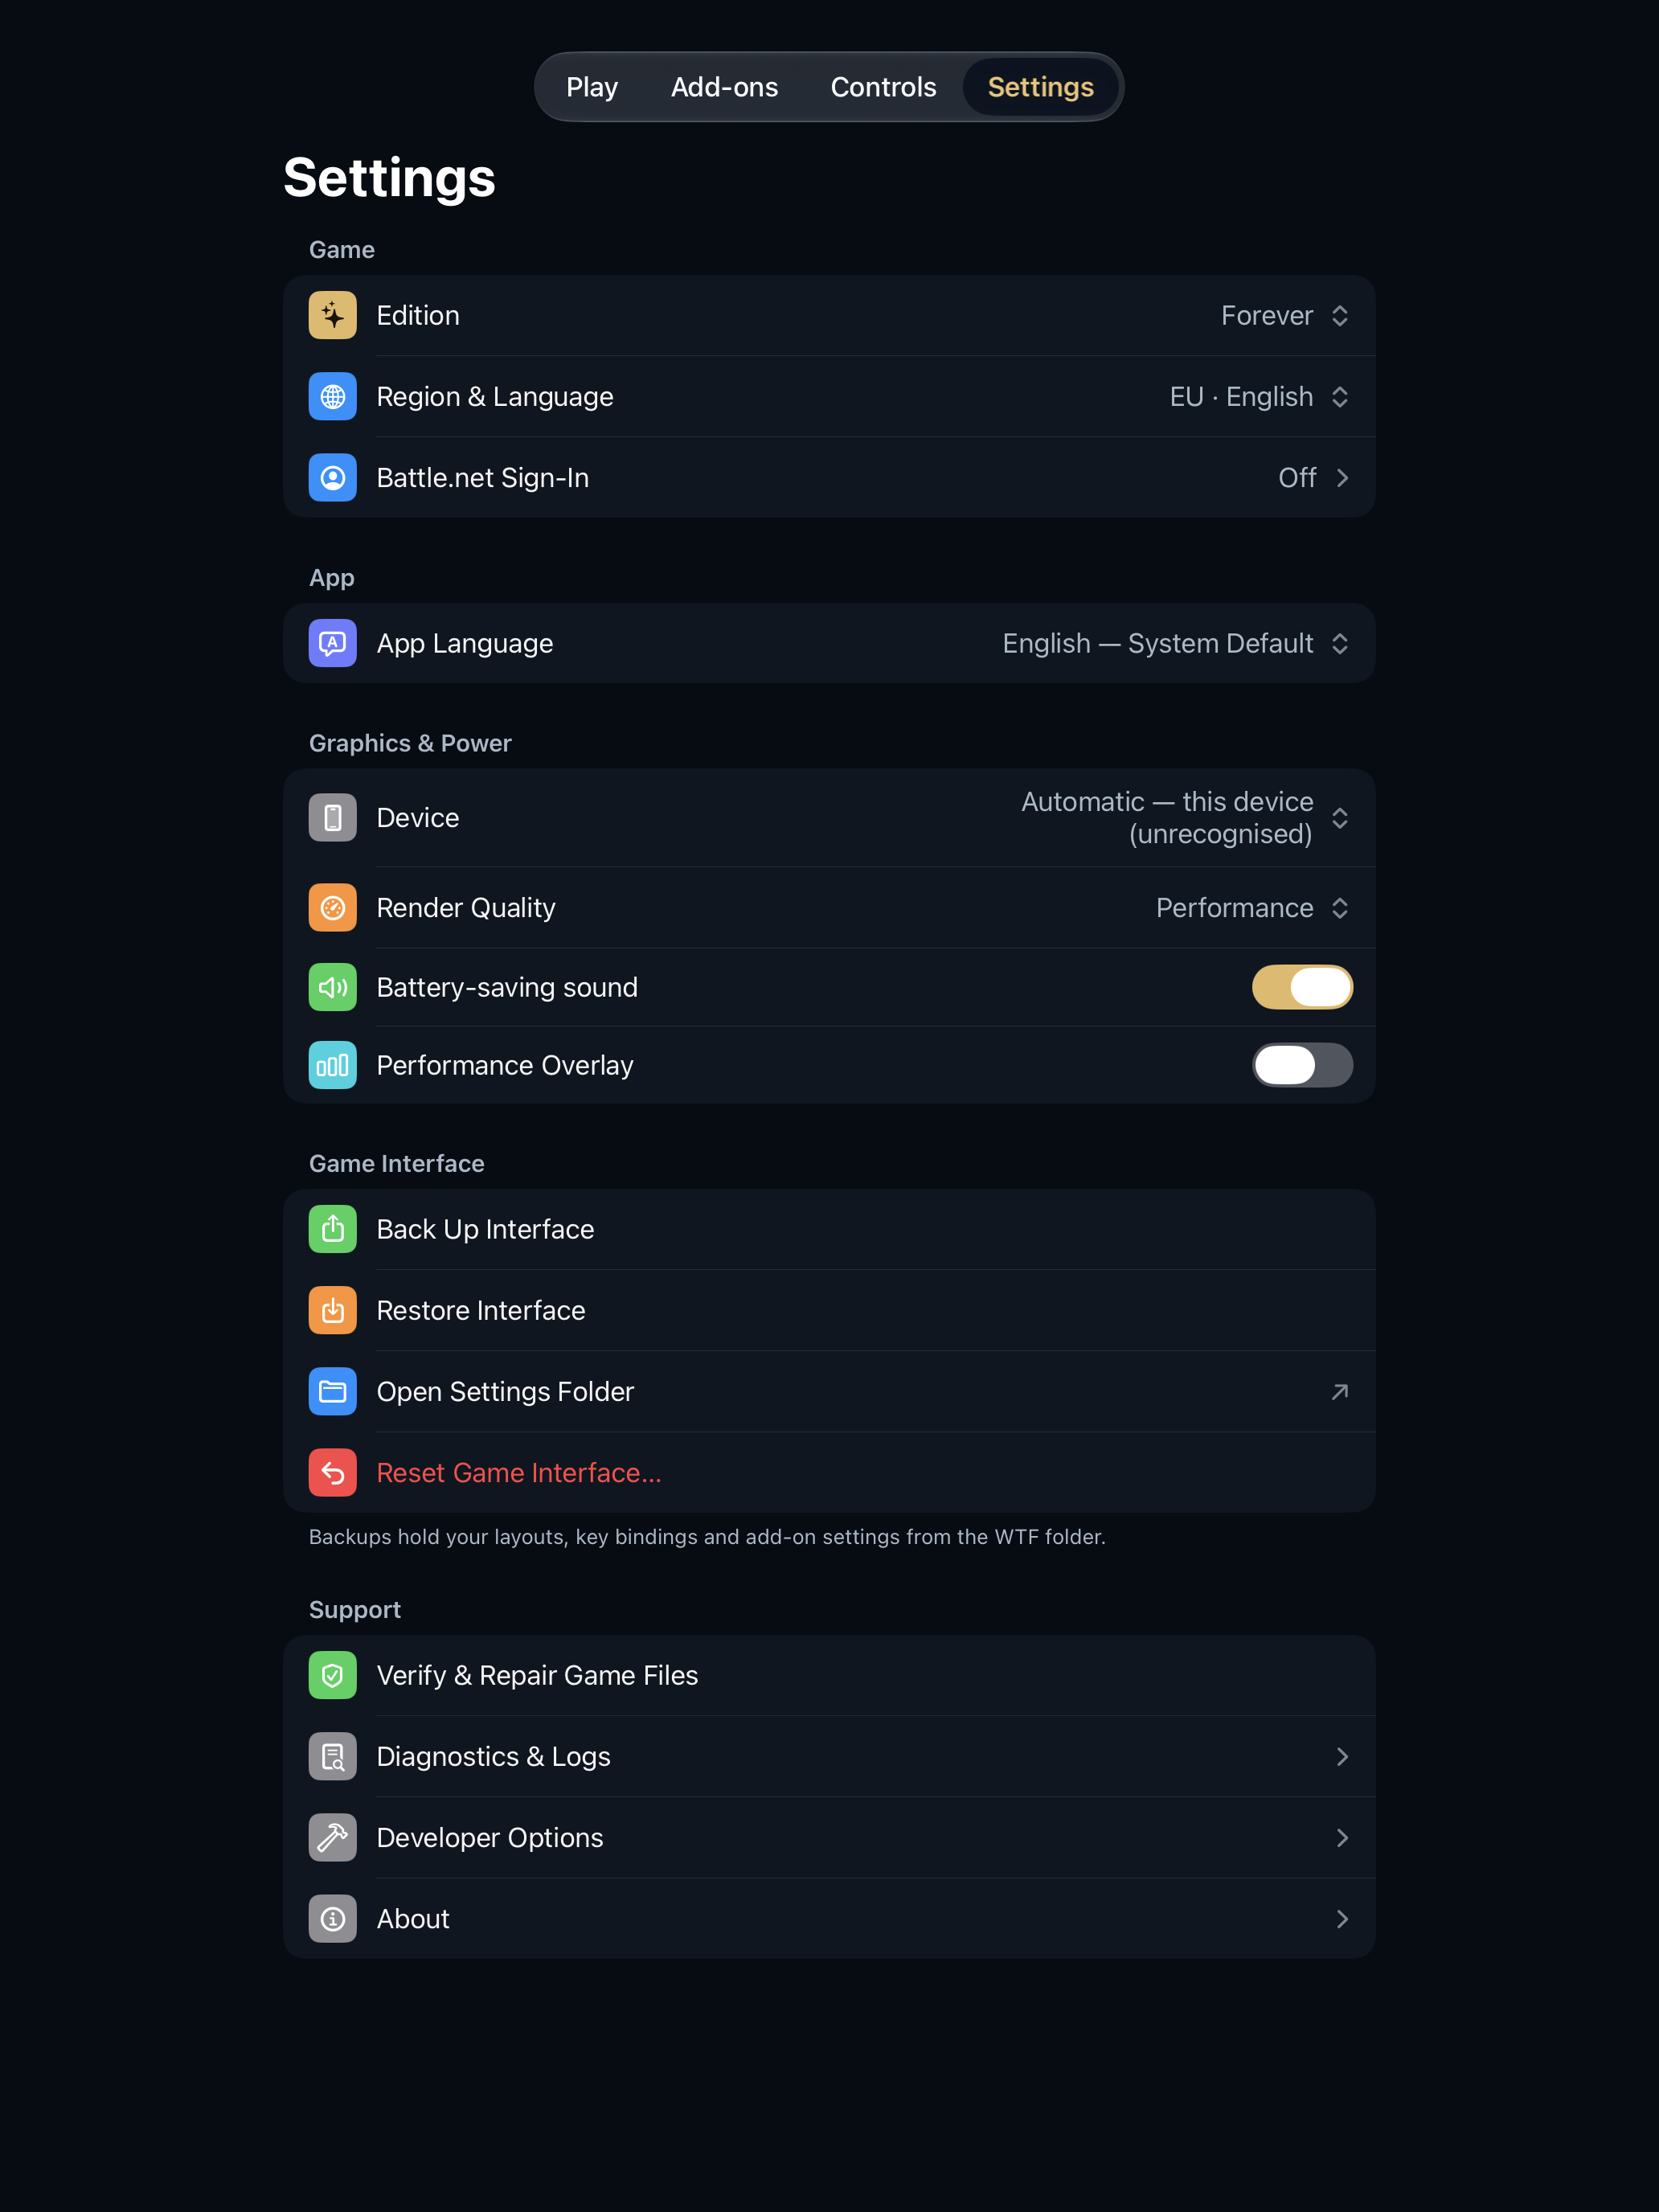 Play
Add-ons
Controls
Settings
Settings
Game
Edition
Forever
Region & Language
EU · English
Battle.net Sign-In
Off
App
App Language
English — System Default
Graphics & Power
Device
Automatic — this device
(unrecognised)
Render Quality
Performance
Battery-saving sound
Performance Overlay
Game Interface
Back Up Interface
Restore Interface
Open Settings Folder
Reset Game Interface...
Backups hold your layouts, key bindings and add-on settings from the WTF folder.
Support
Verify & Repair Game Files
Diagnostics & Logs
Developer Options
About